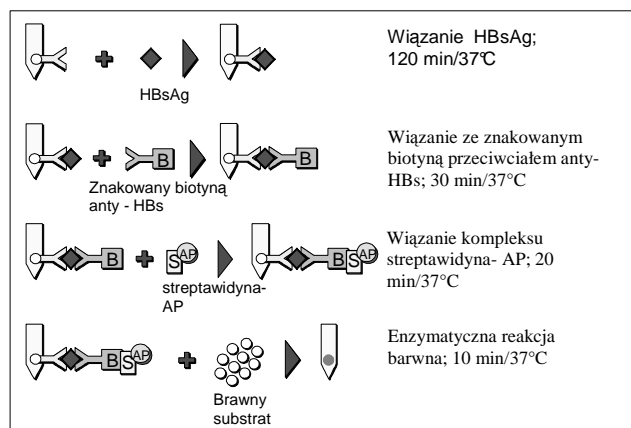 Wiązanie HBsAg;
120 min/37°C
HBsAg
Wiązanie ze znakowanym
biotyną przeciwciałem anty-
HBs; 30 min/37°C
B
B
Znakowany biotyną
anty - HBs
Wiązanie kompleksu
streptawidyna- AP; 20
min/37°C
B
S AP
B S AP
streptawidyna-
AP
Enzymatyczna reakcja
barwna; 10 min/37°C
B S AP
Brawny
substrat